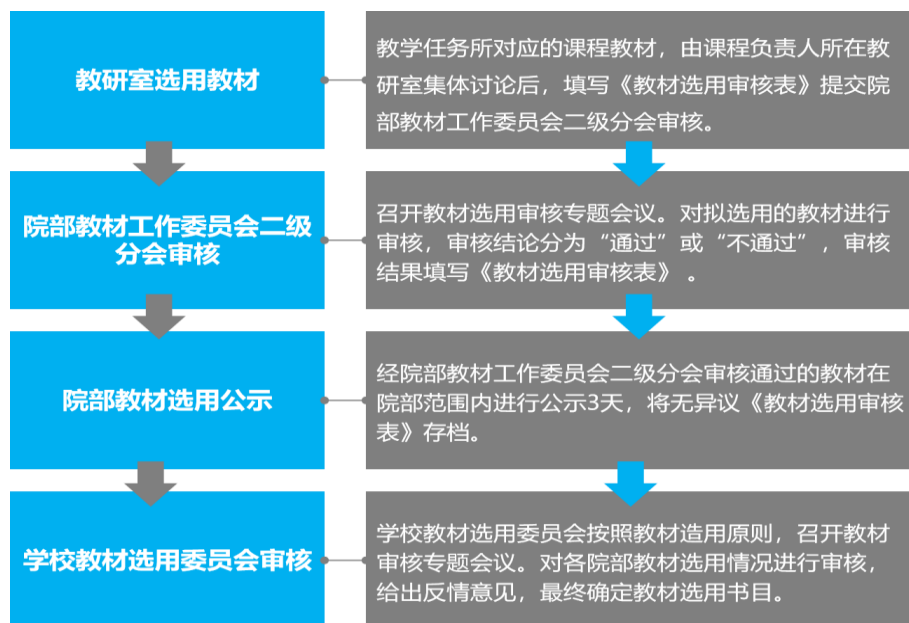 教研室选用教材
教学任务所对应的课程教材，由课程负责人所在教
研室集体讨论后，填写《教材选用审核表》提交院
部教材工作委员会二级分会审核。
院部教材工作委员会二级
分会审核
召开教材选用审核专题会议。对拟选用的教材进行
审核，审核结论分为“通过”或“不通过”，审核
结果填写《教材选用审核表》 。
院部教材选用公示
经院部教材工作委员会二级分会审核通过的教材在
院部范围内进行公示3天，将无异议《教材选用审核
表》存档。
学校教材选用委员会审核
学校教材选用委员会按照教材造用原则，召开教材
审核专题会议。对各院部教材选用情况进行审核，
给出反情意见，最终确定教材选用书目。